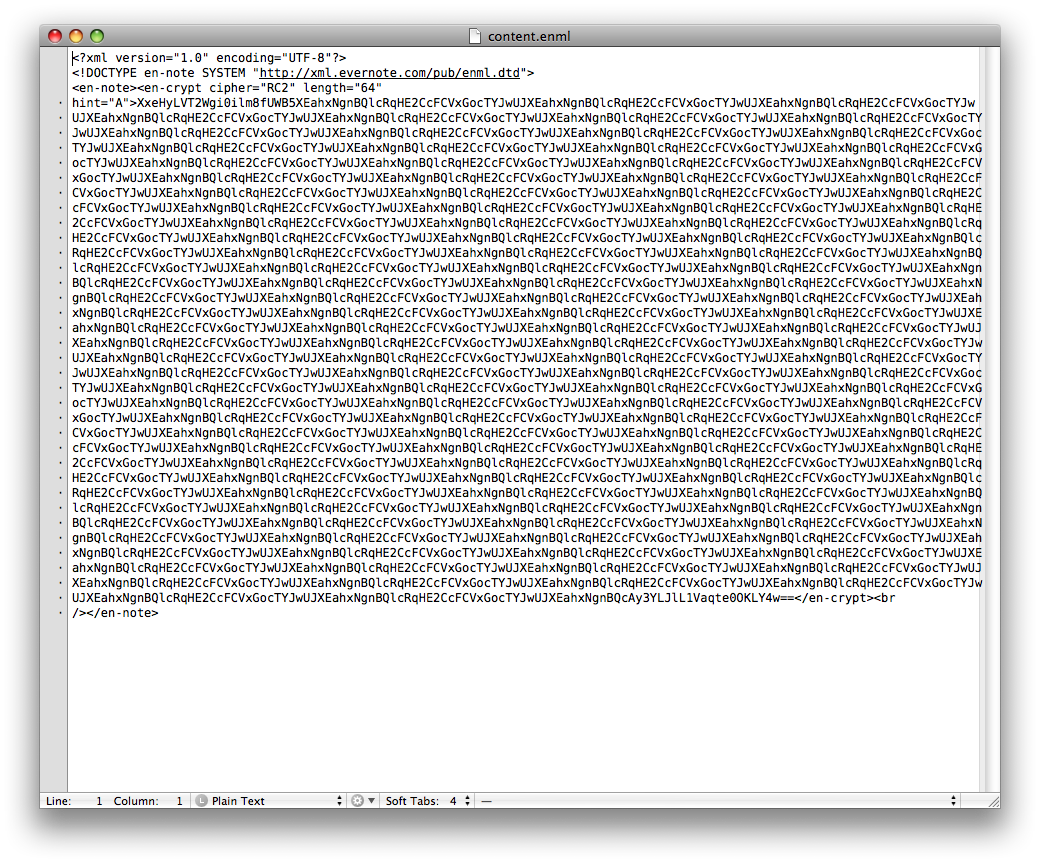 content.enml
<?xml version="1.0" encoding="UTF-8"?>
<!DOCTYPE en-note SYSTEM "http://xml.evernote.com/pub/enml.dtd">
<en-note><en-crypt cipher="RC2" length="64"
hint="A">XxeHyLVT2Wgi0ilm8fUWB5XEahxNgnBQlcRqHE2CcFCVxGocTYJwUJXEahxNgnBQlcRqHE2CcFCVxGocTYJwUJXEahxNgnBQlcRqHE2CcFCVxGocTYJw
UJXEahxNgnBQlcRqHE2CcFCVxGocTYJwUJXEahxNgnBQlcRqHE2CcFCVxGocTYJwUJXEahxNgnBQlcRqHE2CcFCVxGocTYJwUJXEahxNgnBQlcRqHE2CcFCVxGocTY
JwUJXEahxNgnBQlcRqHE2CcFCVxGocTYJwUJXEahxNgnBQlcRqHE2CcFCVxGocTYJwUJXEahxNgnBQlcRqHE2CcFCVxGocTYJwUJXEahxNgnBQlcRqHE2CcFCVxGoc
TYJwUJXEahxNgnBQlcRqHE2CcFCVxGocTYJwUJXEahxNgnBQlcRqHE2CcFCVxGocTYJwUJXEahxNgnBQlcRqHE2CcFCVxGocTYJwUJXEahxNgnBQlcRqHE2CcFCVxG
ocTYJwUJXEahxNgnBQlcRqHE2CcFCVxGocTYJwUJXEahxNgnBQlcRqHE2CcFCVxGocTYJwUJXEahxNgnBQlcRqHE2CcFCVxGocTYJwUJXEahxNgnBQlcRqHE2CcFCV
xGocTYJwUJXEahxNgnBQlcRqHE2CcFCVxGocTYJwUJXEahxNgnBQlcRqHE2CcFCVxGocTYJwUJXEahxNgnBQlcRqHE2CcFCVxGocTYJwUJXEahxNgnBQlcRqHE2CcF
CVxGocTYJwUJXEahxNgnBQlcRqHE2CcFCVxGocTYJwUJXEahxNgnBQlcRqHE2CcFCVxGocTYJwUJXEahxNgnBQlcRqHE2CcFCVxGocTYJwUJXEahxNgnBQlcRqHE2C
cFCVxGocTYJwUJXEahxNgnBQlcRqHE2CcFCVxGocTYJwUJXEahxNgnBQlcRqHE2CcFCVxGocTYJwUJXEahxNgnBQlcRqHE2CcFCVxGocTYJwUJXEahxNgnBQlcRqHE
2CcFCVxGocTYJwUJXEahxNgnBQlcRqHE2CcFCVxGocTYJwUJXEahxNgnBQlcRqHE2CcFCVxGocTYJwUJXEahxNgnBQlcRqHE2CcFCVxGocTYJwUJXEahxNgnBQlcRq
HE2CcFCVxGocTYJwUJXEahxNgnBQlcRqHE2CcFCVxGocTYJwUJXEahxNgnBQlcRqHE2CcFCVxGocTYJwUJXEahxNgnBQlcRqHE2CcFCVxGocTYJwUJXEahxNgnBQlc
RqHE2CcFCVxGocTYJwUJXEahxNgnBQlcRqHE2CcFCVxGocTYJwUJXEahxNgnBQlcRqHE2CcFCVxGocTYJwUJXEahxNgnBQlcRqHE2CcFCVxGocTYJwUJXEahxNgnBQ
lcRqHE2CcFCVxGocTYJwUJXEahxNgnBQlcRqHE2CcFCVxGocTYJwUJXEahxNgnBQlcRqHE2CcFCVxGocTYJwUJXEahxNgnBQlcRqHE2CcFCVxGocTYJwUJXEahxNgn
BQlcRqHE2CcFCVxGocTYJwUJXEahxNgnBQlcRqHE2CcFCVxGocTYJwUJXEahxNgnBQlcRqHE2CcFCVxGocTYJwUJXEahxNgnBQlcRqHE2CcFCVxGocTYJwUJXEahxN
gnBQlcRqHE2CcFCVxGocTYJwUJXEahxNgnBQlcRqHE2CcFCVxGocTYJwUJXEahxNgnBQlcRqHE2CcFCVxGocTYJwUJXEahxNgnBQlcRqHE2CcFCVxGocTYJwUJXEah
xNgnBQlcRqHE2CcFCVxGocTYJwUJXEahxNgnBQlcRqHE2CcFCVxGocTYJwUJXEahxNgnBQlcRqHE2CcFCVxGocTYJwUJXEahxNgnBQlcRqHE2CcFCVxGocTYJwUJXE
ahxNgnBQlcRqHE2CcFCVxGocTYJwUJXEahxNgnBQlcRqHE2CcFCVxGocTYJwUJXEahxNgnBQlcRqHE2CcFCVxGocTYJwUJXEahxNgnBQlcRqHE2CcFCVxGocTYJwUJ
XEahxNgnBQlcRqHE2CcFCVxGocTYJwUJXEahxNgnBQlcRqHE2CcFCVxGocTYJwUJXEahxNgnBQlcRqHE2CcFCVxGocTYJwUJXEahxNgnBQlcRqHE2CcFCVxGocTYJw
UJXEahxNgnBQlcRqHE2CcFCVxGocTYJwUJXEahxNgnBQlcRqHE2CcFCVxGocTYJwUJXEahxNgnBQlcRqHE2CcFCVxGocTYJwUJXEahxNgnBQlcRqHE2CcFCVxGocTY
JwUJXEahxNgnBQlcRqHE2CcFCVxGocTYJwUJXEahxNgnBQlcRqHE2CcFCVxGocTYJwUJXEahxNgnBQlcRqHE2CcFCVxGocTYJwUJXEahxNgnBQlcRqHE2CcFCVxGoc
TYJwUJXEahxNgnBQlcRqHE2CcFCVxGocTYJwUJXEahxNgnBQlcRqHE2CcFCVxGocTYJwUJXEahxNgnBQlcRqHE2CcFCVxGocTYJwUJXEahxNgnBQlcRqHE2CcFCVxG
ocTYJwUJXEahxNgnBQlcRqHE2CcFCVxGocTYJwUJXEahxNgnBQlcRqHE2CcFCVxGocTYJwUJXEahxNgnBQlcRqHE2CcFCVxGocTYJwUJXEahxNgnBQlcRqHE2CcFCV
xGocTYJwUJXEahxNgnBQlcRqHE2CcFCVxGocTYJwUJXEahxNgnBQlcRqHE2CcFCVxGocTYJwUJXEahxNgnBQlcRqHE2CcFCVxGocTYJwUJXEahxNgnBQlcRqHE2CcF
CVxGocTYJwUJXEahxNgnBQlcRqHE2CcFCVxGocTYJwUJXEahxNgnBQlcRqHE2CcFCVxGocTYJwUJXEahxNgnBQlcRqHE2CcFCVxGocTYJwUJXEahxNgnBQlcRqHE2C
cFCVxGocTYJwUJXEahxNgnBQlcRqHE2CcFCVxGocTYJwUJXEahxNgnBQlcRqHE2CcFCVxGocTYJwUJXEahxNgnBQlcRqHE2CcFCVxGocTYJwUJXEahxNgnBQlcRqHE
2CcFCVxGocTYJwUJXEahxNgnBQlcRqHE2CcFCVxGocTYJwUJXEahxNgnBQlcRqHE2CcFCVxGocTYJwUJXEahxNgnBQlcRqHE2CcFCVxGocTYJwUJXEahxNgnBQlcRq
HE2CcFCVxGocTYJwUJXEahxNgnBQlcRqHE2CcFCVxGocTYJwUJXEahxNgnBQlcRqHE2CcFCVxGocTYJwUJXEahxNgnBQlcRqHE2CcFCVxGocTYJwUJXEahxNgnBQlc
RqHE2CcFCVxGocTYJwUJXEahxNgnBQlcRqHE2CcFCVxGocTYJwUJXEahxNgnBQlcRqHE2CcFCVxGocTYJwUJXEahxNgnBQlcRqHE2CcFCVxGocTYJwUJXEahxNgnBQ
lcRqHE2CcFCVxGocTYJwUJXEahxNgnBQlcRqHE2CcFCVxGocTYJwUJXEahxNgnBQlcRqHE2CcFCVxGocTYJwUJXEahxNgnBQlcRqHE2CcFCVxGocTYJwUJXEahxNgn
BQlcRqHE2CcFCVxGocTYJwUJXEahxNgnBQlcRqHE2CcFCVxGocTYJwUJXEahxNgnBQlcRqHE2CcFCVxGocTYJwUJXEahxNgnBQlcRqHE2CcFCVxGocTYJwUJXEahxN
gnBQlcRqHE2CcFCVxGocTYJwUJXEahxNgnBQlcRqHE2CcFCVxGocTYJwUJXEahxNgnBQlcRqHE2CcFCVxGocTYJwUJXEahxNgnBQlcRqHE2CcFCVxGocTYJwUJXEah
xNgnBQlcRqHE2CcFCVxGocTYJwUJXEahxNgnBQlcRqHE2CcFCVxGocTYJwUJXEahxNgnBQlcRqHE2CcFCVxGocTYJwUJXEahxNgnBQlcRqHE2CcFCVxGocTYJwUJXE
ahxNgnBQlcRqHE2CcFCVxGocTYJwUJXEahxNgnBQlcRqHE2CcFCVxGocTYJwUJXEahxNgnBQlcRqHE2CcFCVxGocTYJwUJXEahxNgnBQlcRqHE2CcFCVxGocTYJwUJ
XEahxNgnBQlcRqHE2CcFCVxGocTYJwUJXEahxNgnBQlcRqHE2CcFCVxGocTYJwUJXEahxNgnBQlcRqHE2CcFCVxGocTYJwUJXEahxNgnBQlcRqHE2CcFCVxGocTYJw
UJXEahxNgnBQlcRqHE2CcFCVxGocTYJwUJXEahxNgnBQlcRqHE2CcFCVxGocTYJwUJXEahxNgnBQcAy3YLJlL1Vaqte0OKLY4w==</en-crypt><br
/></en-note>
Line: 1 Column: 1 L Plain Text Soft Tabs: 4 —